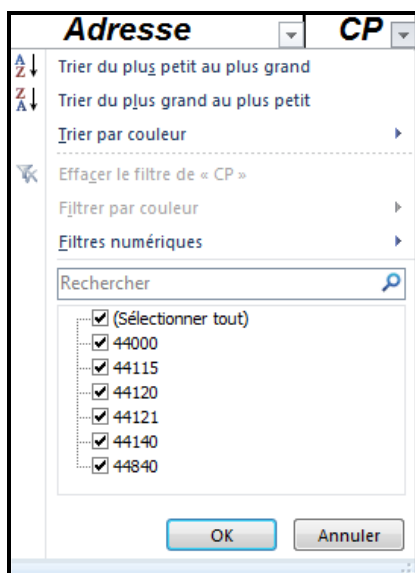 Adresse CP
Trier du plus petit au plus grand
Trier du plus grand au plus petit
Trier par couleur
Effacer le filtre de « CP »
Filtrer par couleur
Filtres numériques
Rechercher
(Sélectionner tout)
44000
44115
44120
44121
44140
44840
OK Annuler